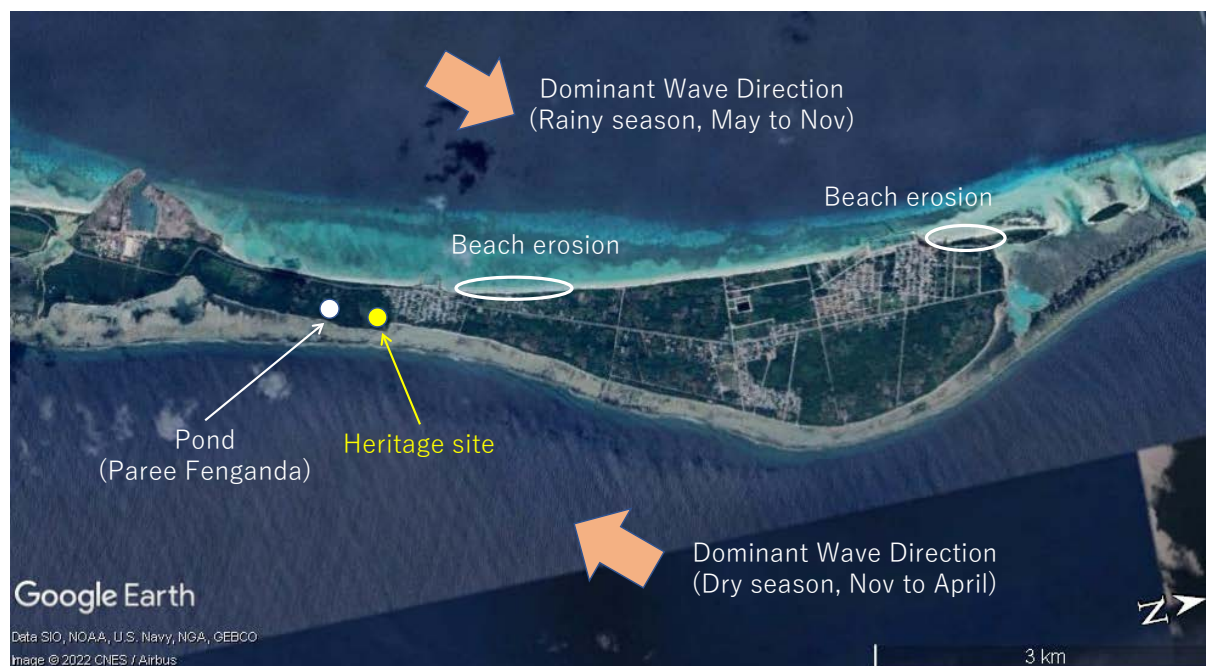 Dominant Wave Direction
(Rainy season, May to Nov)
Beach erosion
Beach erosion
Pond
(Paree Fenganda)
Heritage site
Dominant Wave Direction
(Dry season, Nov to April)
Google Earth
Data SIO, NOAA, U.S. Navy, NGA, GEBCO
Image © 2022 CNES / Airbus
N
3 km